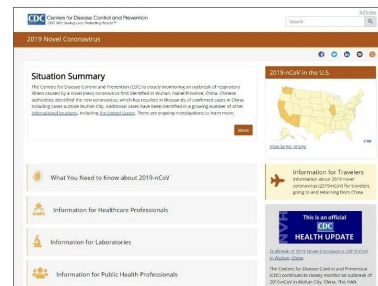 A-Z Index
CDC Centers for Disease Control and Prevention
CDC 24/7: Saving Lives, Protecting People™
Search
2019 Novel Coronavirus
Situation Summary
The Centers for Disease Control and Prevention (CDC) is closely monitoring an outbreak of respiratory
illness caused by a novel (new) coronavirus first identified in Wuhan, Hubei Province, China. Chinese
authorities identified the new coronavirus, which has resulted in thousands of confirmed cases in China,
including cases outside Wuhan City. Additional cases have been identified in a growing number of other
international locations, including the United States. There are ongoing investigations to learn more.
More
2019-nCoV in the U.S.
View larger image
What You Need to Know about 2019-nCoV
Information for Healthcare Professionals
Information for Laboratories
Information for Public Health Professionals
Information for Travelers
Information about 2019 novel
coronavirus (2019-nCoV) for travelers
going to and returning from China
This is an official
CDC
HEALTH UPDATE
Outbreak of 2019 Novel Coronavirus (2019-nCoV)
in Wuhan, China
The Centers for Disease Control and Prevention
(CDC) continues to closely monitor an outbreak of
2019-nCoV in Wuhan City, China. This HAN